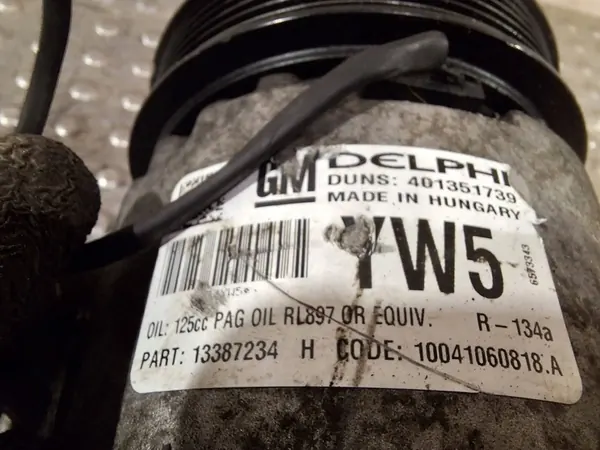 GM DELPHI
DUNS: 401351739
MADE IN HUNGARY
YW5
6573343
OIL: 125cc PAG OIL RL897 OR EQUIV. R-134a
PART: 13387234 H CODE: 10041060818.A